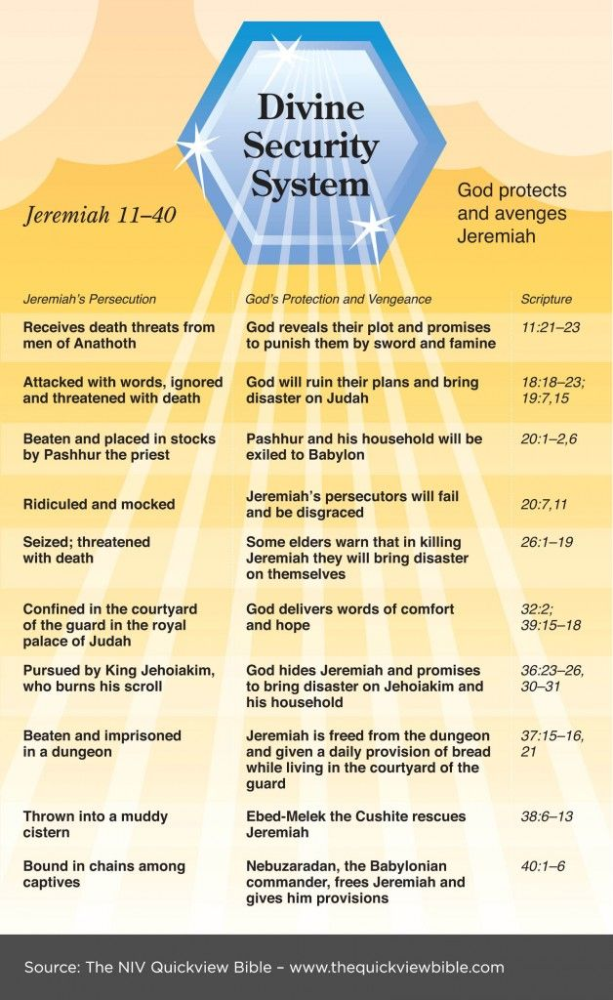 Divine
Security
System
Jeremiah 11–40
God protects
and avenges
Jeremiah
Jeremiah’s Persecution
God’s Protection and Vengeance
Scripture
Receives death threats from
men of Anathoth
God reveals their plot and promises
to punish them by sword and famine
11:21–23
Attacked with words, ignored
and threatened with death
God will ruin their plans and bring
disaster on Judah
18:18–23;
19:7,15
Beaten and placed in stocks
by Pashhur the priest
Pashhur and his household will be
exiled to Babylon
20:1–2,6
Ridiculed and mocked
Jeremiah’s persecutors will fail
and be disgraced
20:7,11
Seized; threatened
with death
Some elders warn that in killing
Jeremiah they will bring disaster
on themselves
26:1–19
Confined in the courtyard
of the guard in the royal
palace of Judah
God delivers words of comfort
and hope
32:2;
39:15–18
Pursued by King Jehoiakim,
who burns his scroll
God hides Jeremiah and promises
to bring disaster on Jehoiakim and
his household
36:23–26,
30–31
Beaten and imprisoned
in a dungeon
Jeremiah is freed from the dungeon
and given a daily provision of bread
while living in the courtyard of the
guard
37:15–16,
21
Thrown into a muddy
cistern
Ebed-Melek the Cushite rescues
Jeremiah
38:6–13
Bound in chains among
captives
Nebuzaradan, the Babylonian
commander, frees Jeremiah and
gives him provisions
40:1–6
Source: The NIV Quickview Bible – www.thequickviewbible.com